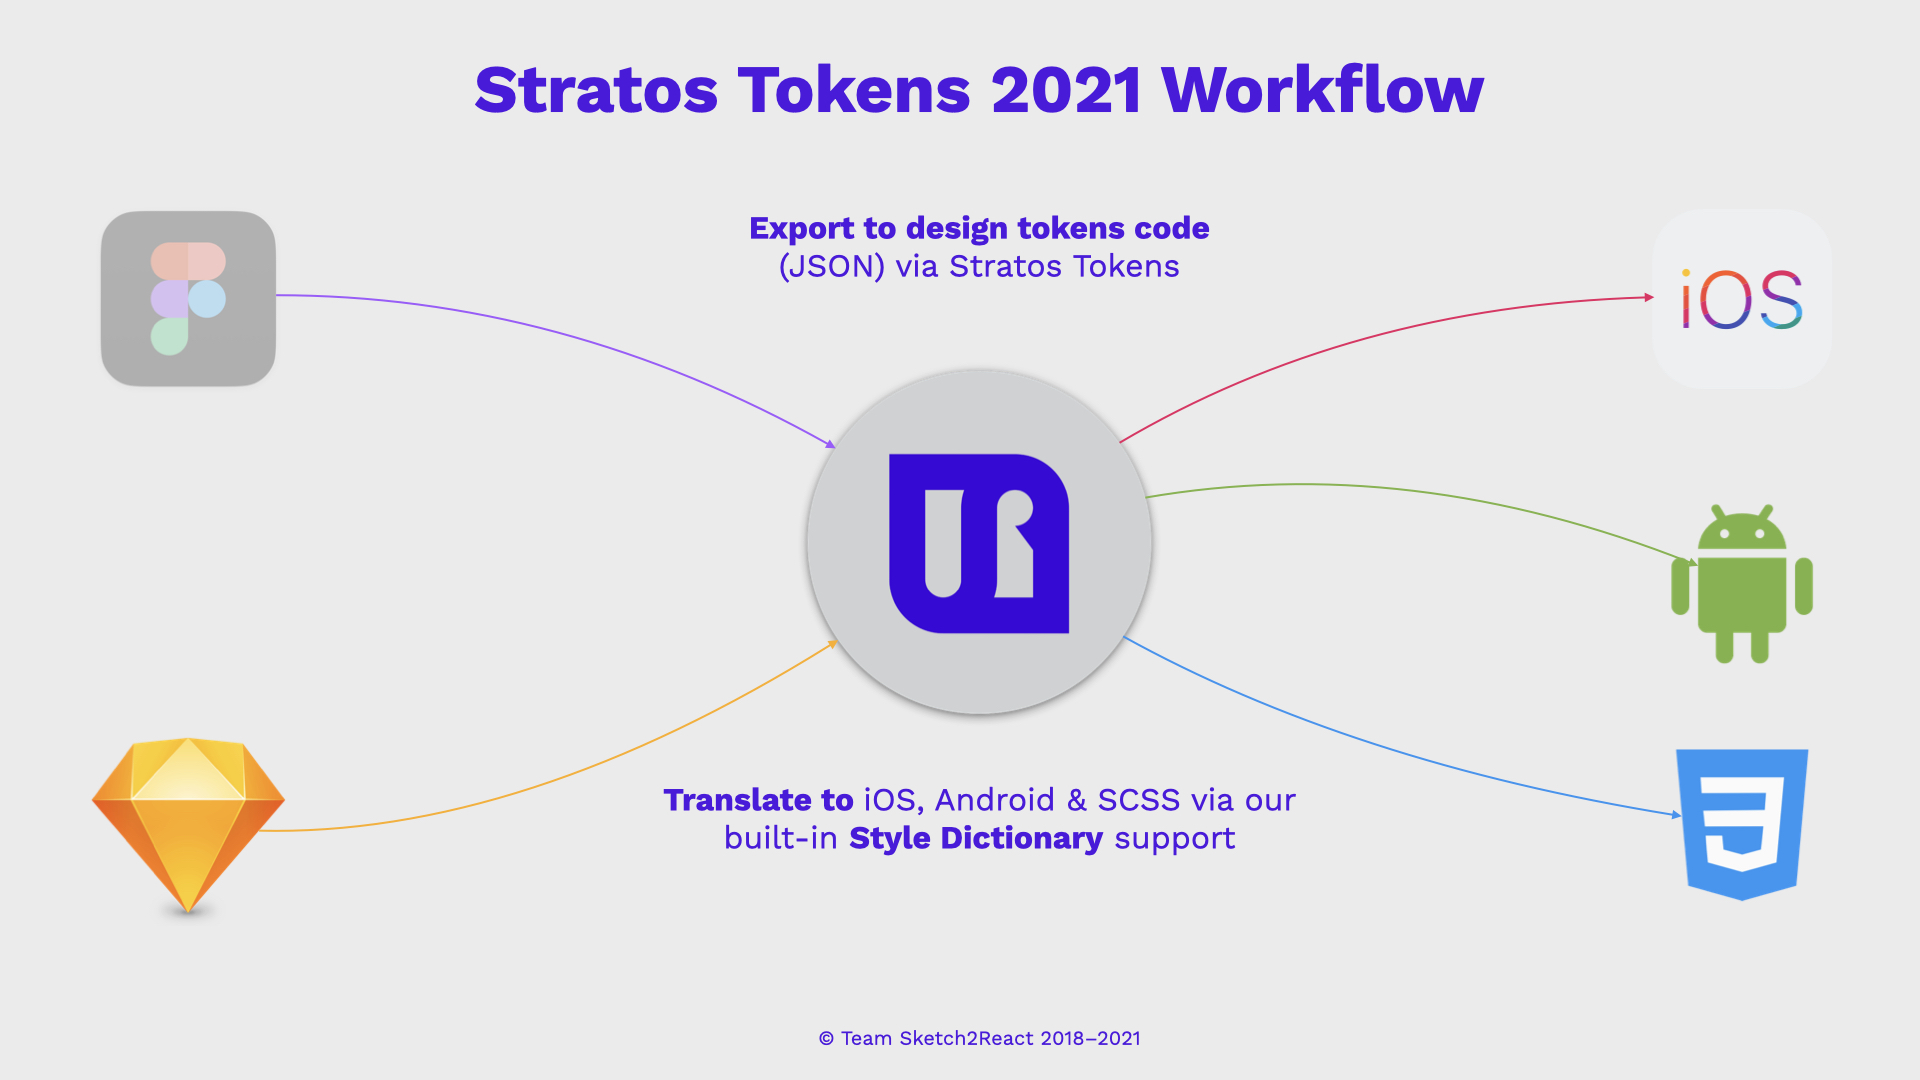 Stratos Tokens 2021 Workflow
Export to design tokens code
(JSON) via Stratos Tokens
iOS
Translate to iOS, Android & SCSS via our
built-in Style Dictionary support
© Team Sketch2React 2018–2021